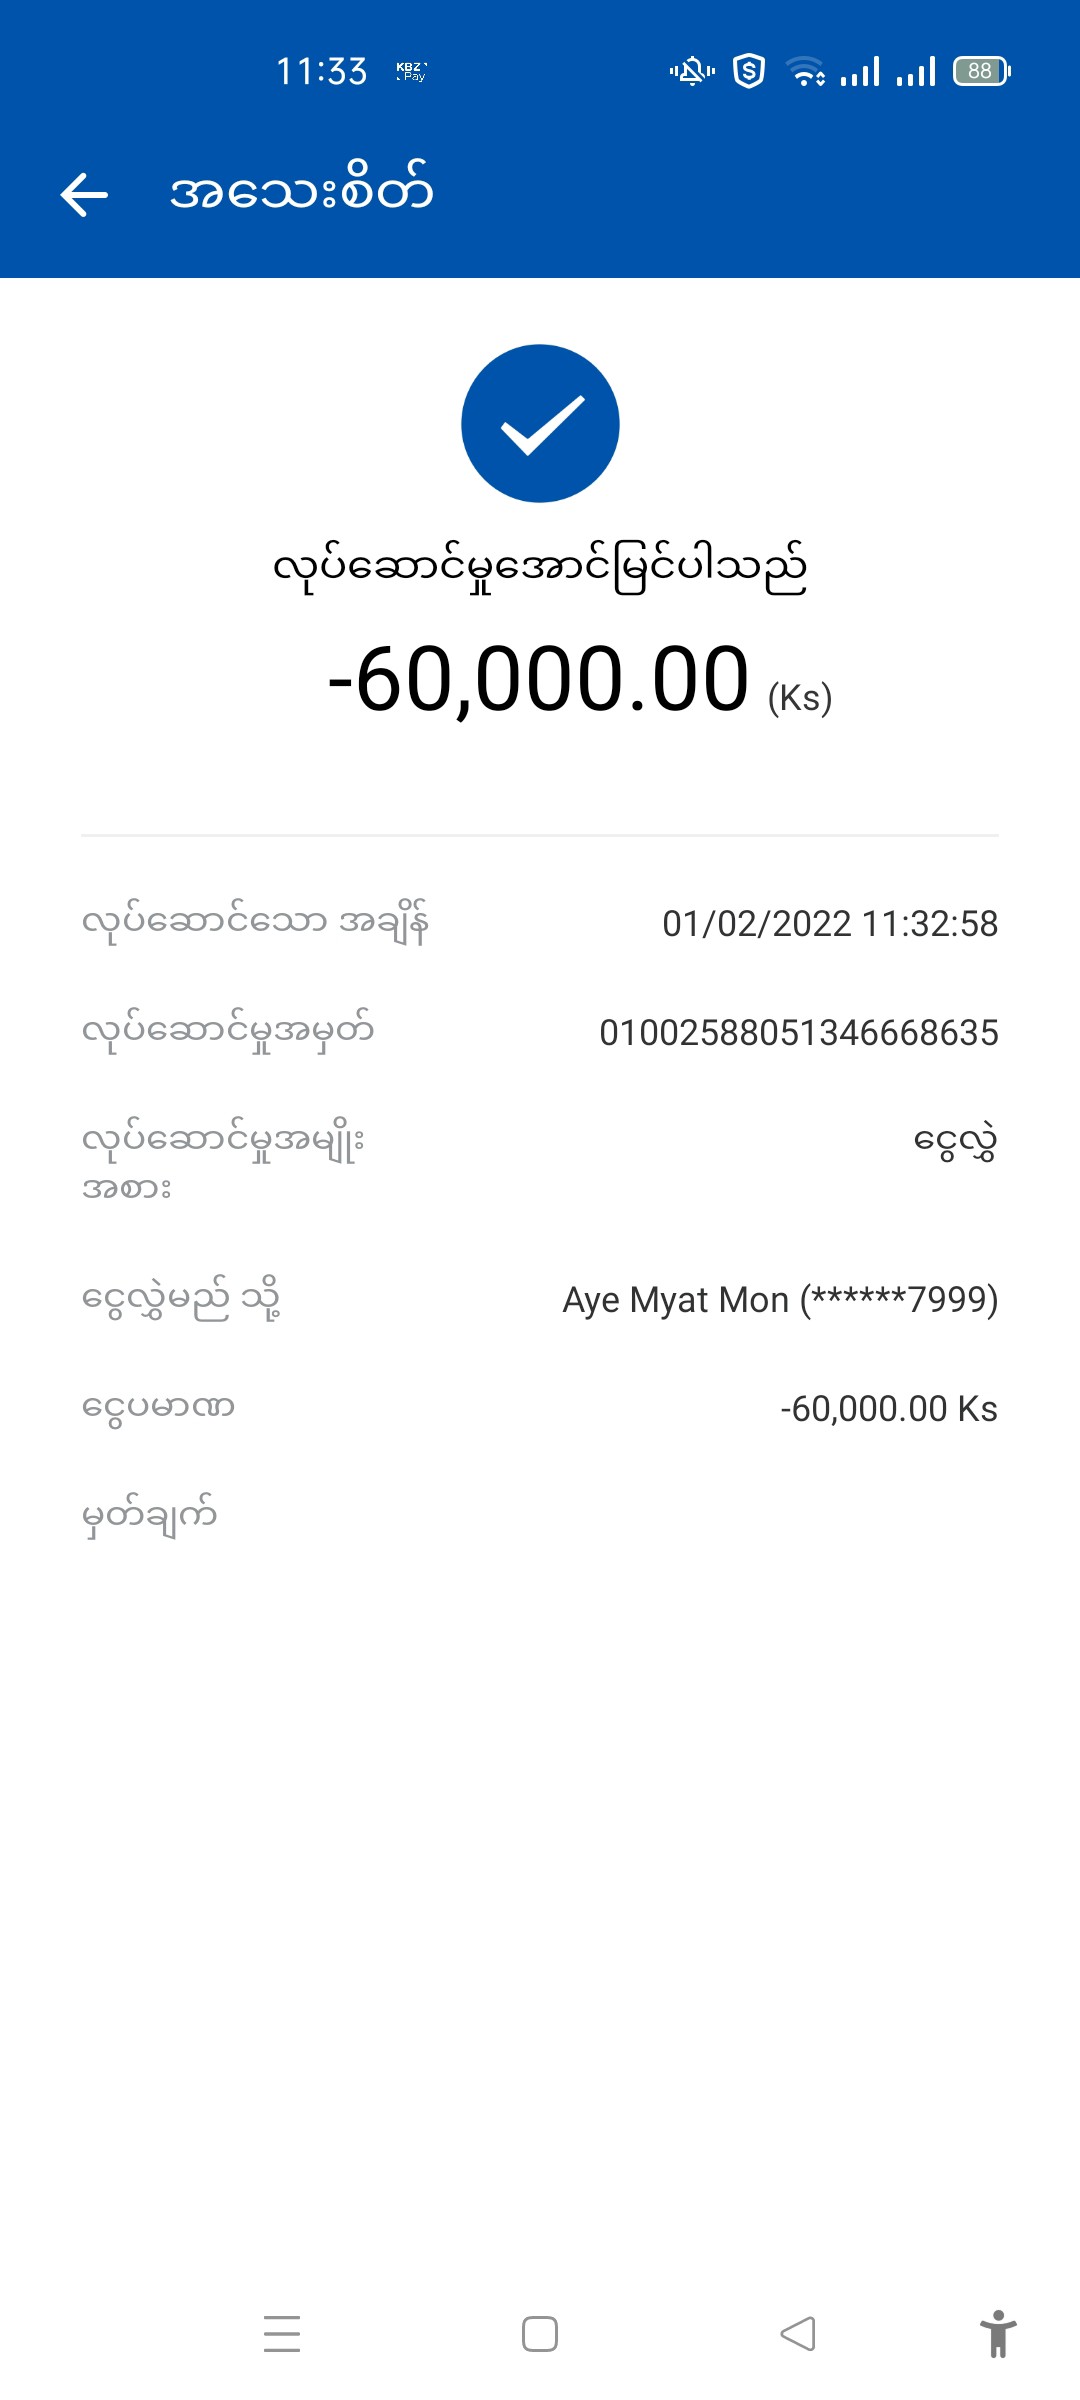 11:33 KBZ Pay 88
အသေးစိတ်
လုပ်ဆောင်မှုအောင်မြင်ပါသည်
-60,000.00 (Ks)
လုပ်ဆောင်သော အချိန် 01/02/2022 11:32:58
လုပ်ဆောင်မှုအမှတ် 01002588051346668635
လုပ်ဆောင်မှုအမျိုး ငွေလွှဲ
အစား
ငွေလွှဲမည် သို့ Aye Myat Mon (******7999)
ငွေပမာဏ -60,000.00 Ks
မှတ်ချက်